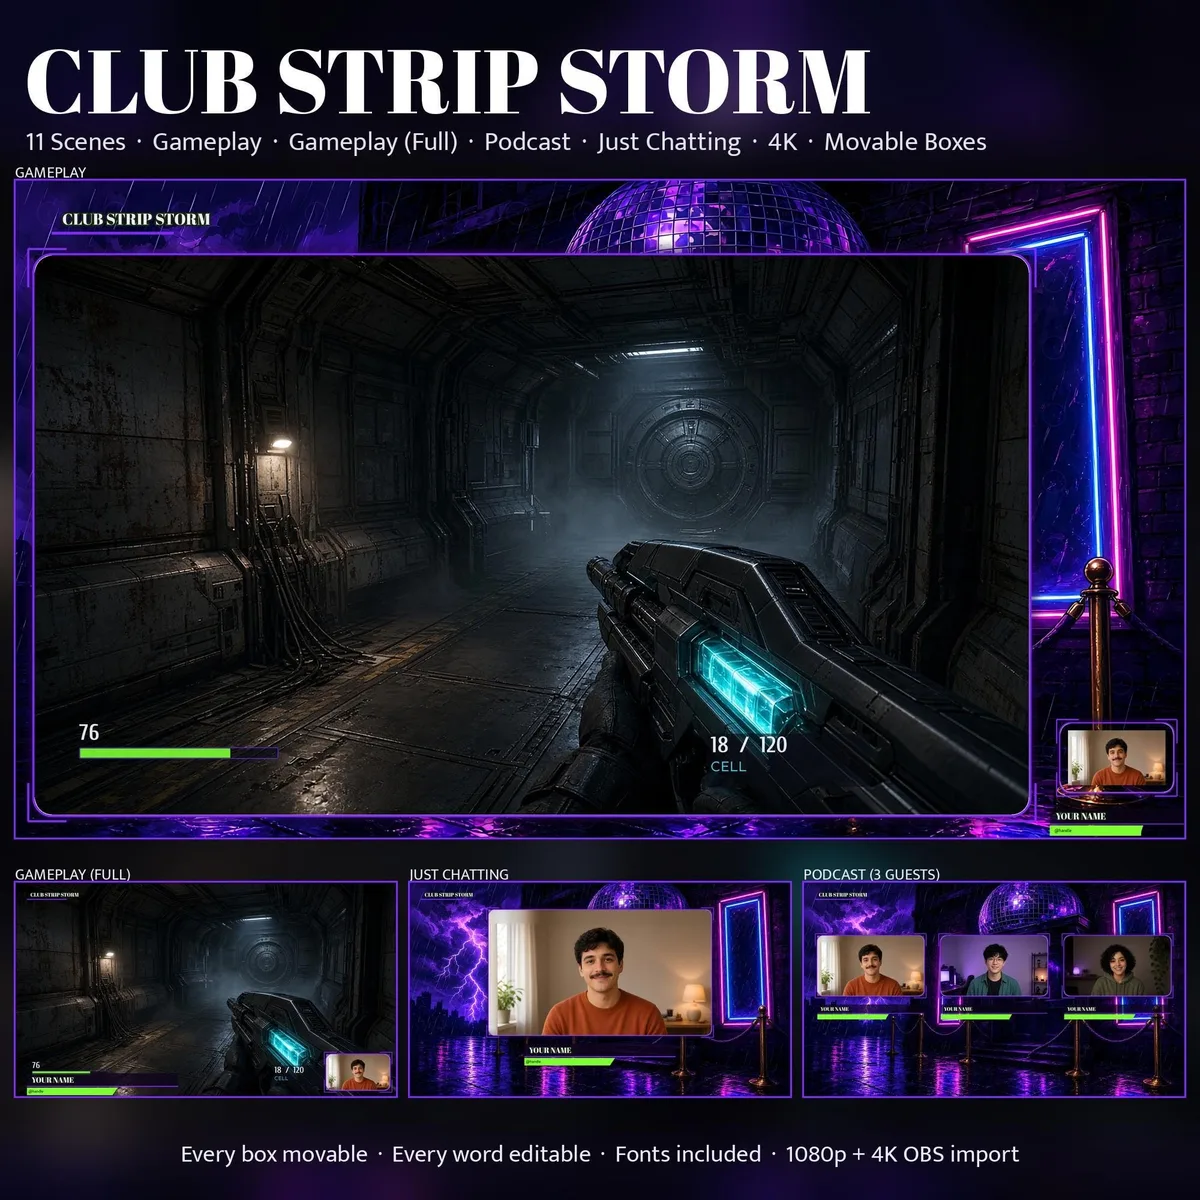 CLUB STRIP STORM
11 Scenes · Gameplay · Gameplay (Full) · Podcast · Just Chatting · 4K · Movable Boxes
GAMEPLAY
CLUB STRIP STORM
76
18 / 120
CELL
YOUR NAME
@handle
GAMEPLAY (FULL)
CLUB STRIP STORM
76
18 / 120
CELL
YOUR NAME
@handle
JUST CHATTING
CLUB STRIP STORM
YOUR NAME
@handle
PODCAST (3 GUESTS)
CLUB STRIP STORM
YOUR NAME
YOUR NAME
YOUR NAME
Every box movable · Every word editable · Fonts included · 1080p + 4K OBS import